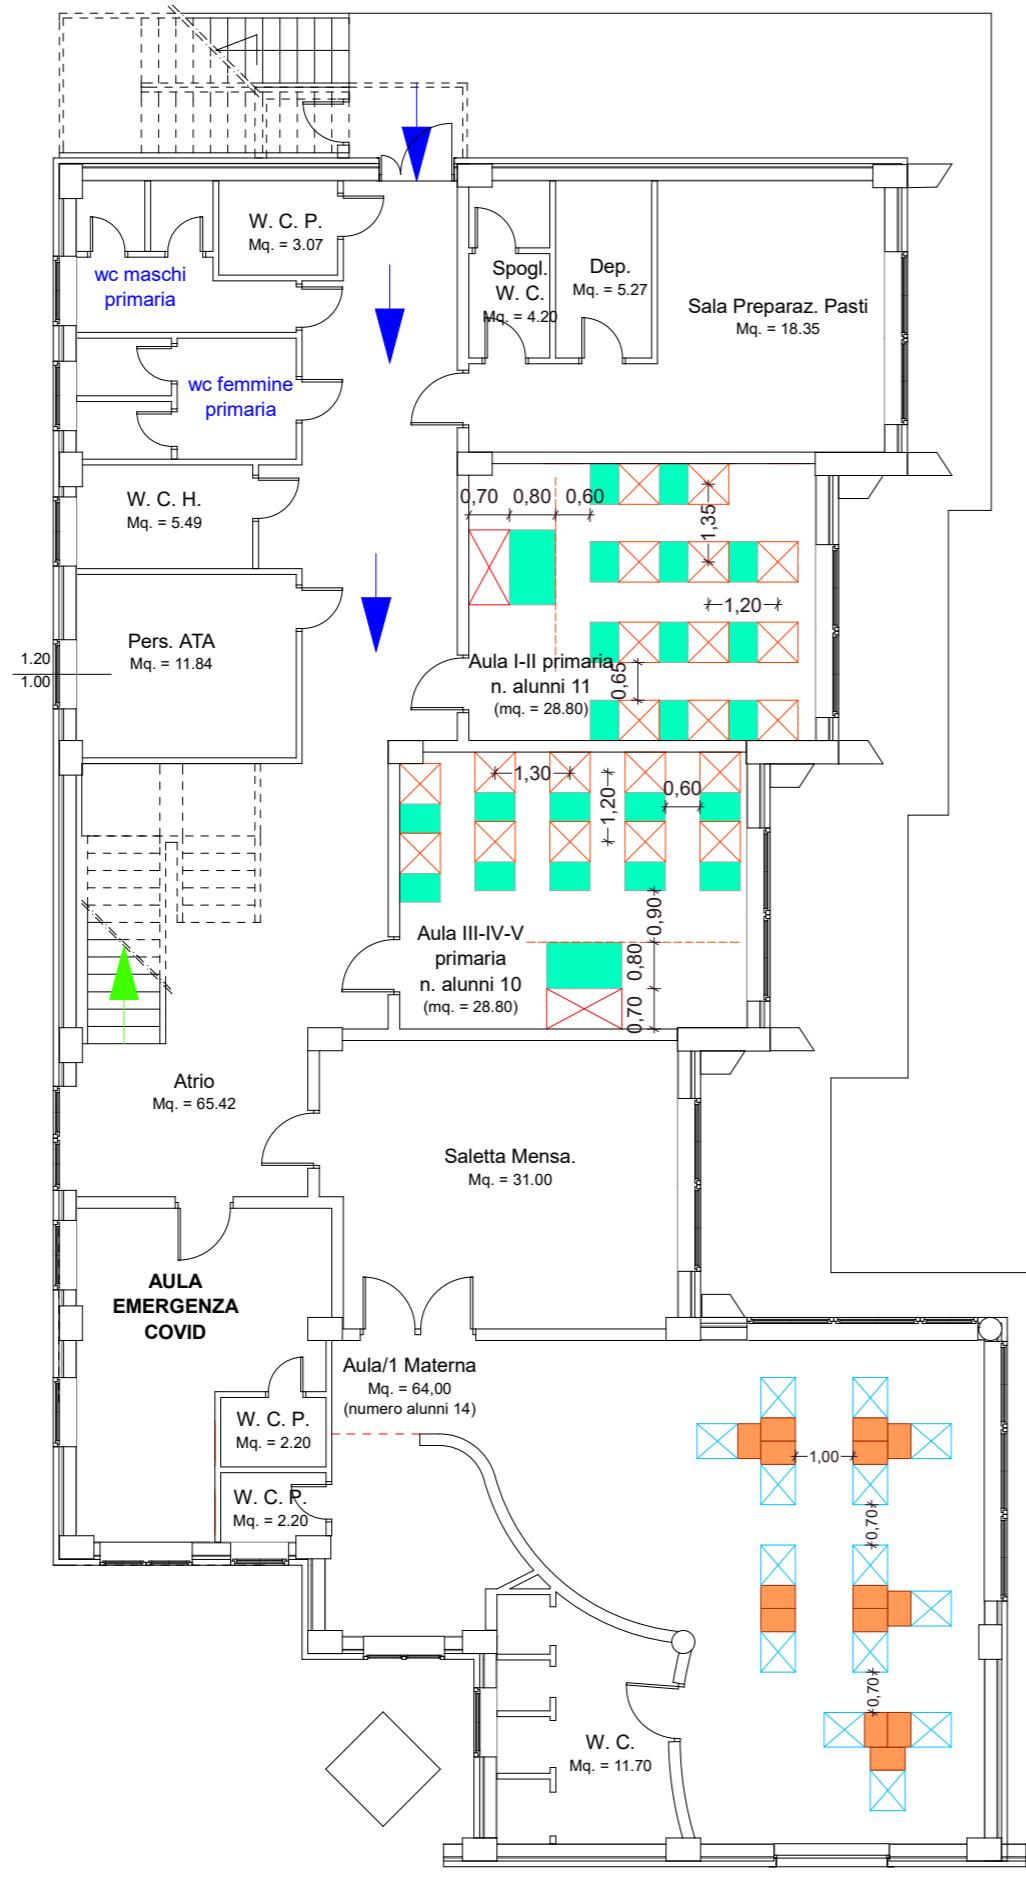 W. C. P.
Mq. = 3.07
wc maschi
primaria
Spogl.
W. C.
Mq. = 4.20
Dep.
Mq. = 5.27
Sala Preparaz. Pasti
Mq. = 18.35
wc femmine
primaria
W. C. H.
Mq. = 5.49
0,70
0,80
0,60
1,35
1,20
Pers. ATA
Mq. = 11.84
1.20
1.00
Aula I-II primaria
n. alunni 11
(mq. = 28.80)
0,65
1,30
1,20
0,60
0,90
Aula III-IV-V
primaria
n. alunni 10
(mq. = 28.80)
0,80
0,70
Atrio
Mq. = 65.42
Saletta Mensa.
Mq. = 31.00
AULA
EMERGENZA
COVID
Aula/1 Materna
Mq. = 64,00
(numero alunni 14)
W. C. P.
Mq. = 2.20
W. C. P.
Mq. = 2.20
1,00
0,70
0,70
W. C.
Mq. = 11.70